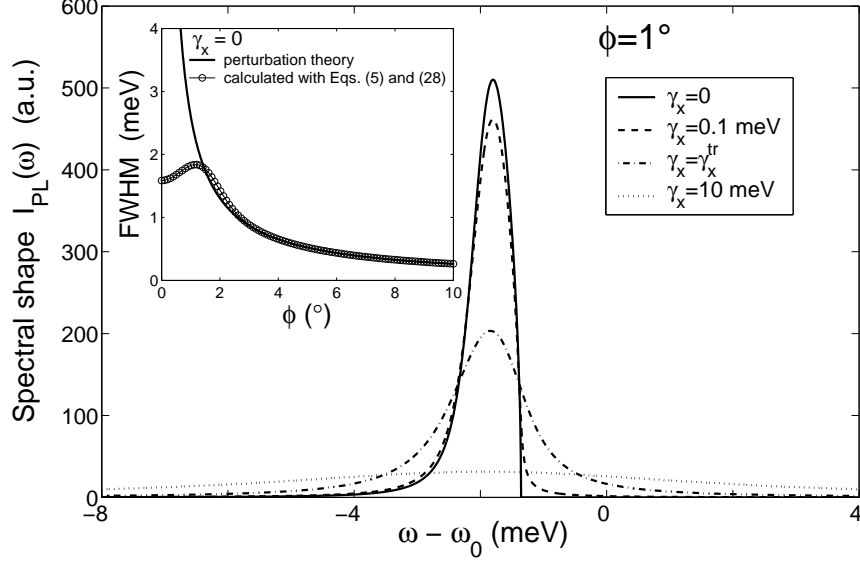 600
500
400
300
200
100
0
Spectral shape I_PL(ω) (a.u.)
−8
−4
−2
0
4
ω − ω_0 (meV)
ϕ=1°
γ_x=0
γ_x=0.1 meV
γ_x=γ_x^tr
γ_x=10 meV
4
3
2
1
0
FWHM (meV)
γ_x = 0
perturbation theory
calculated with Eqs. (5) and (28)
0
2
4
6
8
10
ϕ (°)